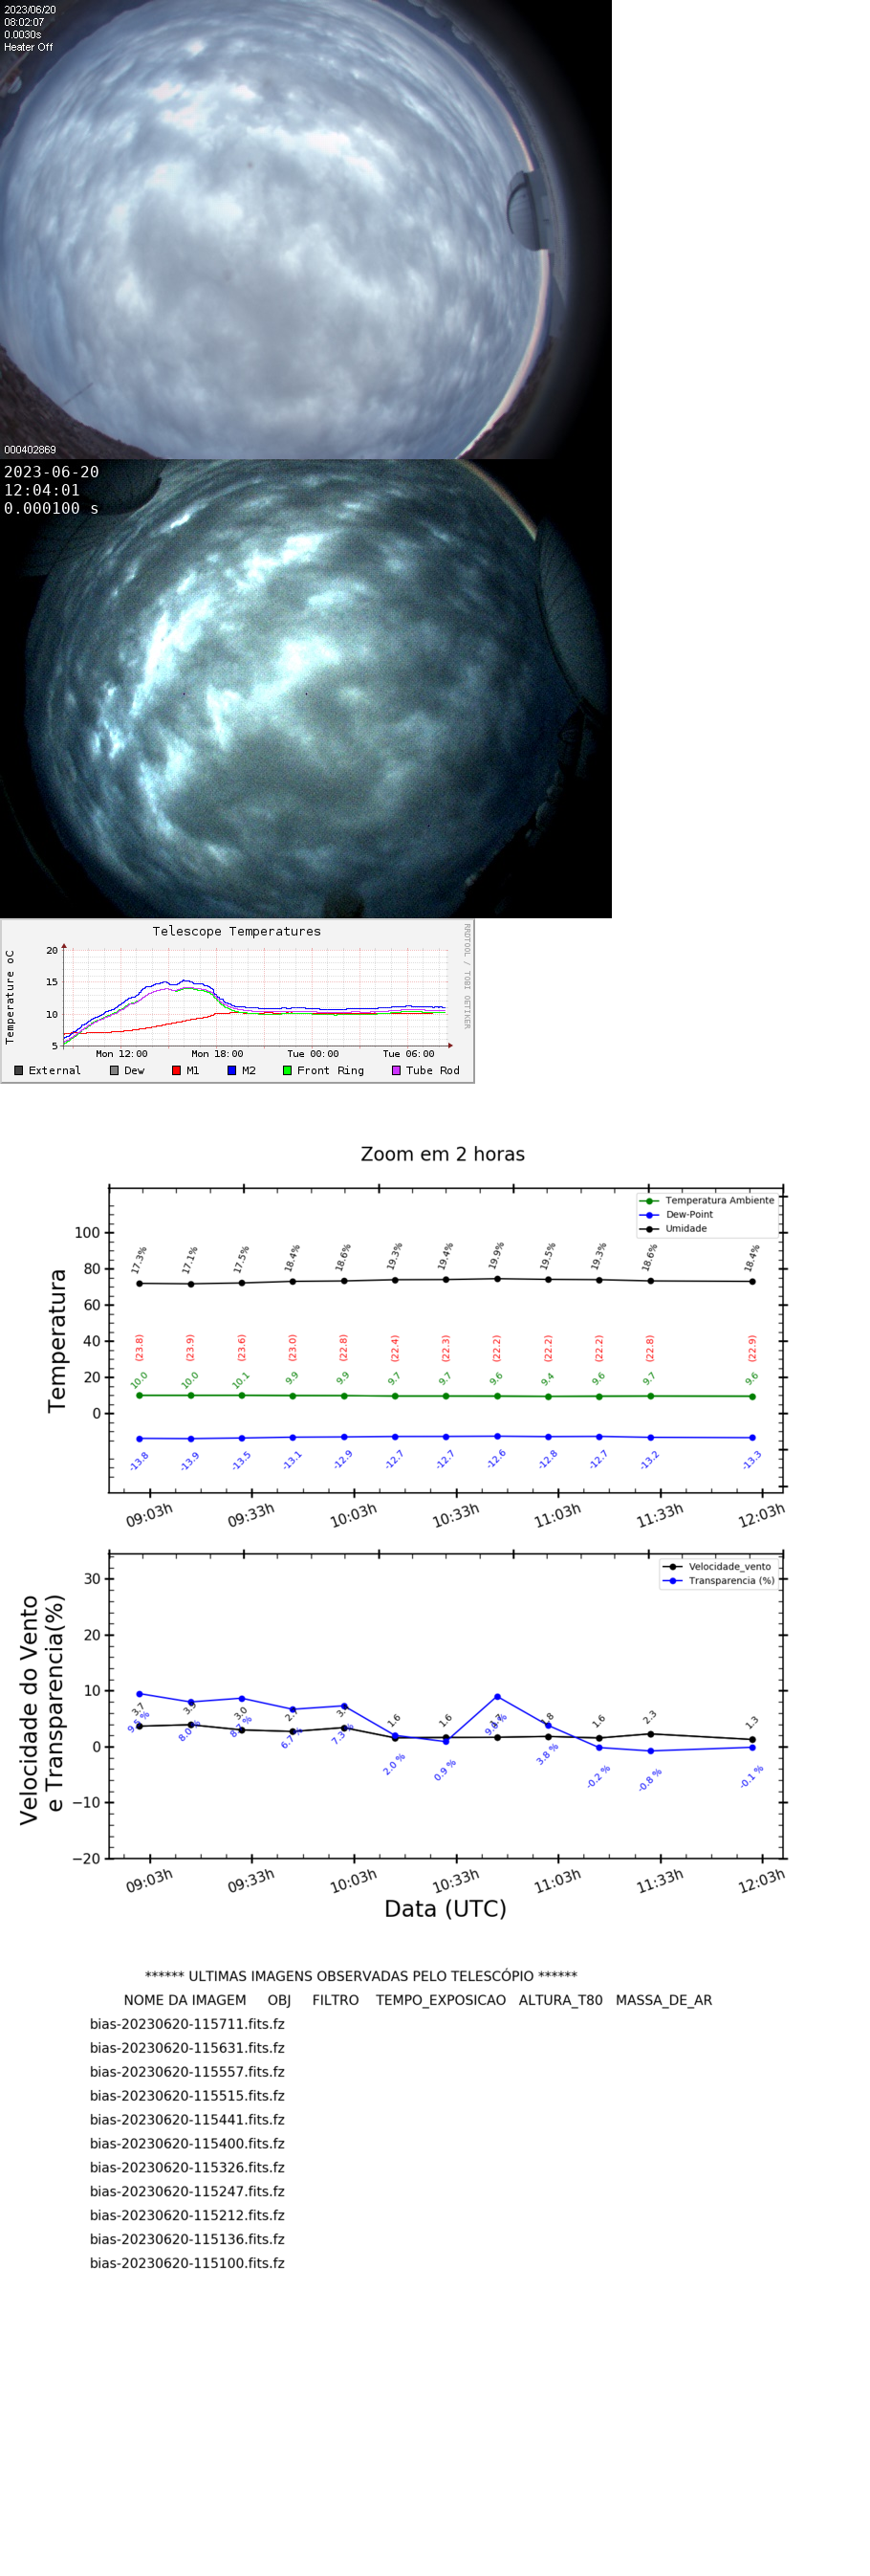 2023/06/20
08:02:07
0.0030s
Heater Off
000402869
2023-06-20
12:04:01
0.000100 s
Telescope Temperatures
RRDTOOL / TOBI OETIKER
Temperature oC
20
15
10
5
Mon 12:00 Mon 18:00 Tue 00:00 Tue 06:00
External Dew M1 M2 Front Ring Tube Rod
Zoom em 2 horas
Temperatura
Temperatura Ambiente
Dew-Point
Umidade
100
80
60
40
20
0
17.3% 17.1% 17.5% 18.4% 18.6% 19.3% 19.4% 19.9% 19.5% 19.3% 18.6% 18.4%
(23.8) (23.9) (23.6) (23.0) (22.8) (22.4) (22.3) (22.2) (22.2) (22.2) (22.8) (22.9)
10.0 10.0 10.1 9.9 9.9 9.7 9.7 9.6 9.4 9.6 9.7 9.6
-13.8 -13.9 -13.5 -13.1 -12.9 -12.7 -12.7 -12.6 -12.8 -12.7 -13.2 -13.3
09:03h 09:33h 10:03h 10:33h 11:03h 11:33h 12:03h
Velocidade do Vento
e Transparencia(%)
Velocidade_vento
Transparencia (%)
30
20
10
0
−10
−20
3.7 3.0 1.6 1.6 1.6 2.3 1.3
6.7 % 2.0 % 0.9 % 3.8 % -0.2 % -0.8 % -0.1 %
09:03h 09:33h 10:03h 10:33h 11:03h 11:33h 12:03h
Data (UTC)
****** ULTIMAS IMAGENS OBSERVADAS PELO TELESCÓPIO ******
NOME DA IMAGEM OBJ FILTRO TEMPO_EXPOSICAO ALTURA_T80 MASSA_DE_AR
bias-20230620-115711.fits.fz
bias-20230620-115631.fits.fz
bias-20230620-115557.fits.fz
bias-20230620-115515.fits.fz
bias-20230620-115441.fits.fz
bias-20230620-115400.fits.fz
bias-20230620-115326.fits.fz
bias-20230620-115247.fits.fz
bias-20230620-115212.fits.fz
bias-20230620-115136.fits.fz
bias-20230620-115100.fits.fz